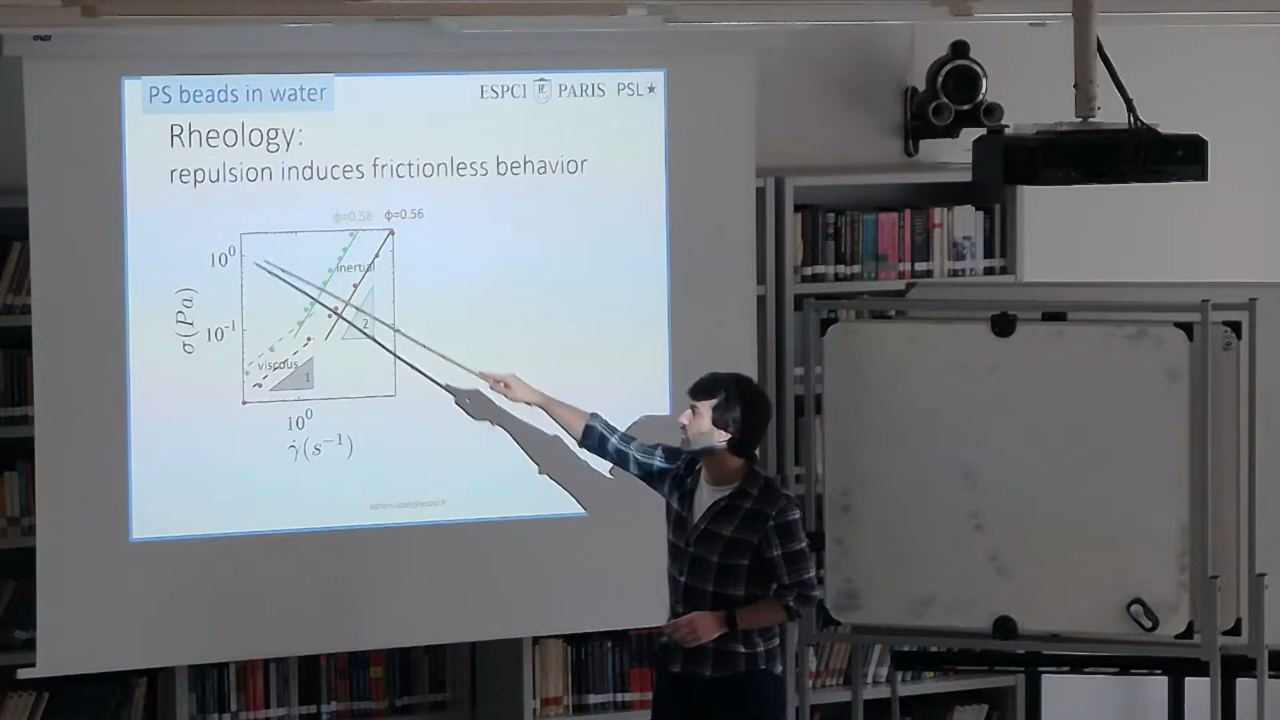 PS beads in water
ESPCI PARIS PSL★
Rheology:
repulsion induces frictionless behavior
ϕ=0.58 ϕ=0.56
10⁰
inertial
σ(Pa)
10⁻¹
2
viscous
1
10⁰
γ̇(s⁻¹)